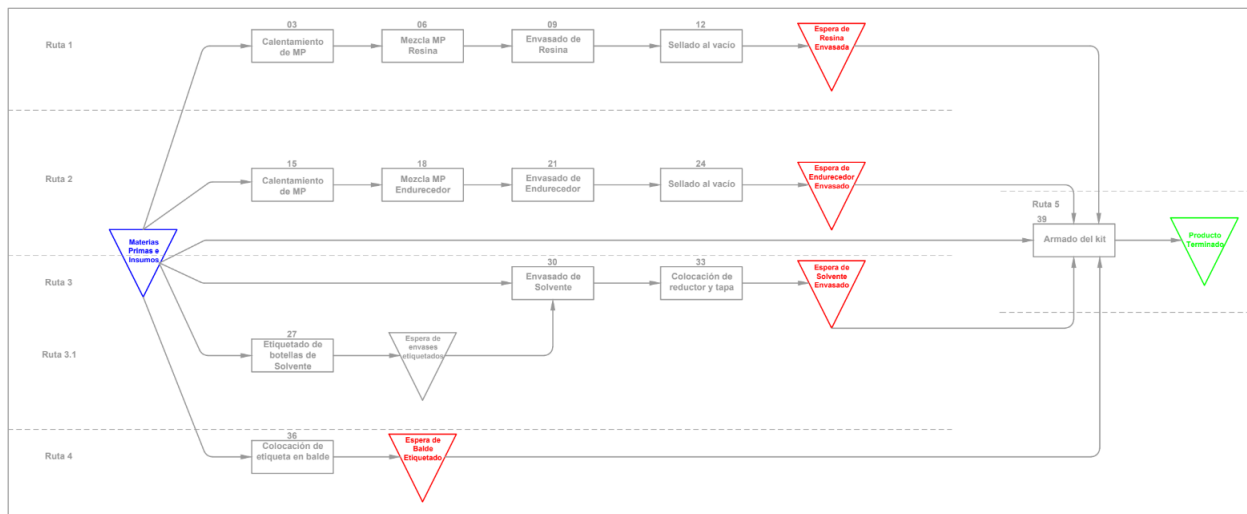 Ruta 1
03
Calentamiento
de MP
06
Mezcla MP
Resina
09
Envasado de
Resina
12
Sellado al vacío
Espera de
Resina
Envasada
Ruta 2
15
Calentamiento
de MP
18
Mezcla MP
Endurecedor
21
Envasado de
Endurecedor
24
Sellado al vacío
Espera de
Endurecedor
Envasado
Ruta 5
39
Armado del kit
Producto
Terminado
Materias
Primas e
Insumos
Ruta 3
30
Envasado de
Solvente
33
Colocación de
reductor y tapa
Espera de
Solvente
Envasado
Ruta 3.1
27
Etiquetado de
botellas de
Solvente
Espera de
envases
etiquetados
Ruta 4
36
Colocación de
etiqueta en balde
Espera de
Balde
Etiquetado